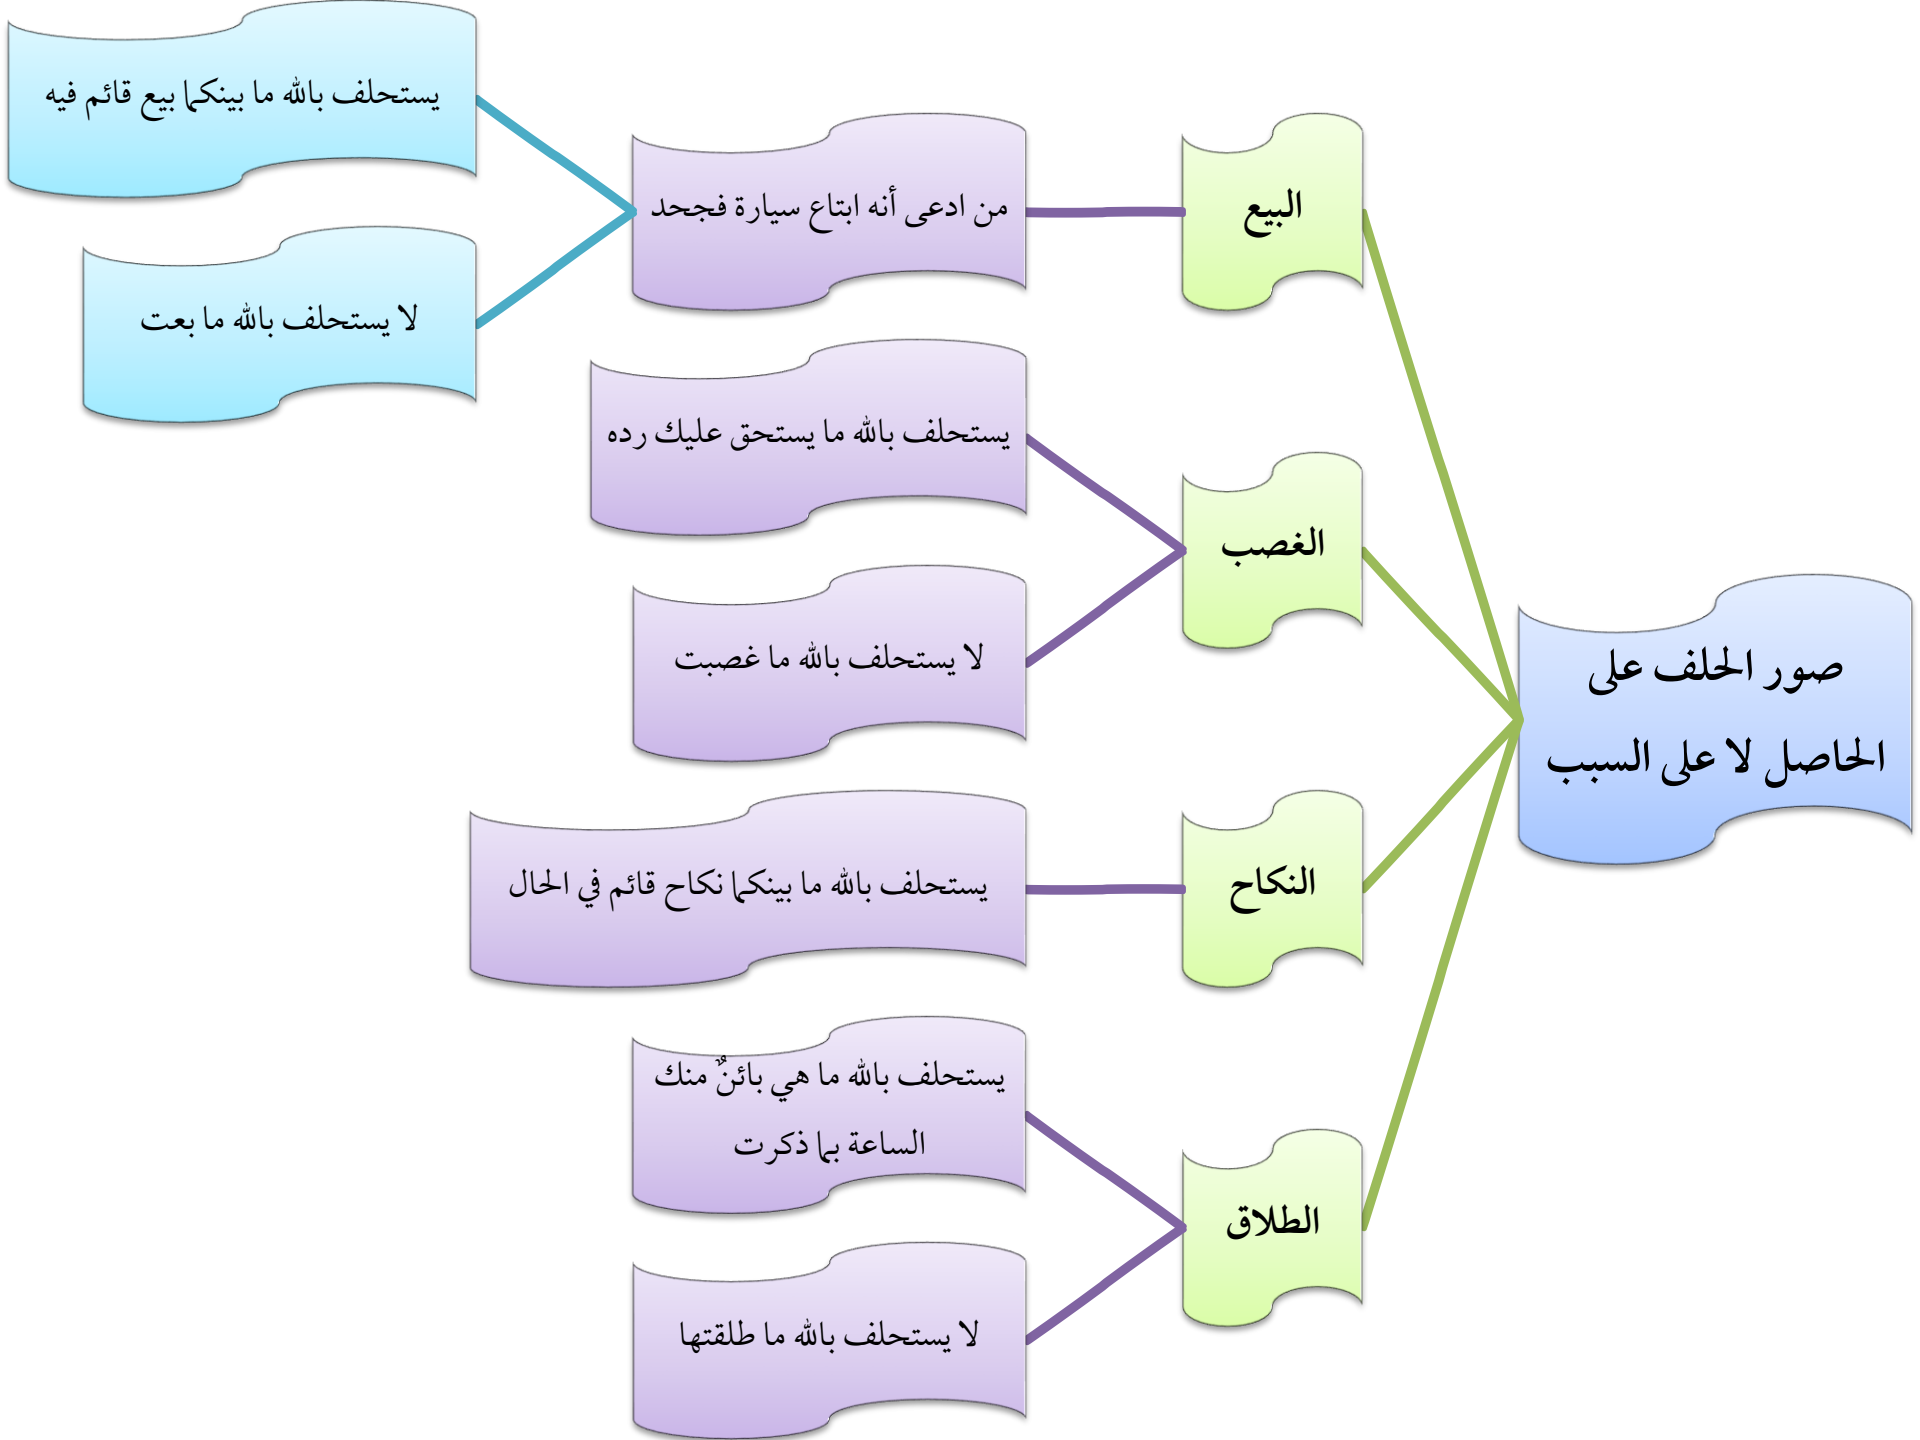 صور الحلف على
الحاصل لا على السبب
البيع
من ادعى أنه ابتاع سيارة فجحد
يستحلف بالله ما بينكما بيع قائم فيه
لا يستحلف بالله ما بعت
الغصب
يستحلف بالله ما يستحق عليك رده
لا يستحلف بالله ما غصبت
النكاح
يستحلف بالله ما بينكما نكاح قائم في الحال
الطلاق
يستحلف بالله ما هي بائنٌ منك
الساعة بما ذكرت
لا يستحلف بالله ما طلقتها